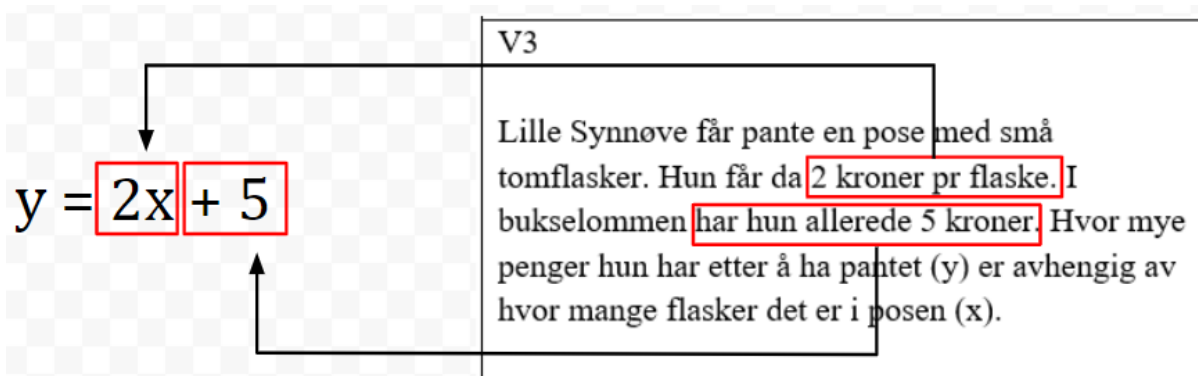 y = 2x + 5
V3
Lille Synnøve får pante en pose med små
tomflasker. Hun får da 2 kroner pr flaske. I
bukselommen har hun allerede 5 kroner. Hvor mye
penger hun har etter å ha pantet (y) er avhengig av
hvor mange flasker det er i posen (x).